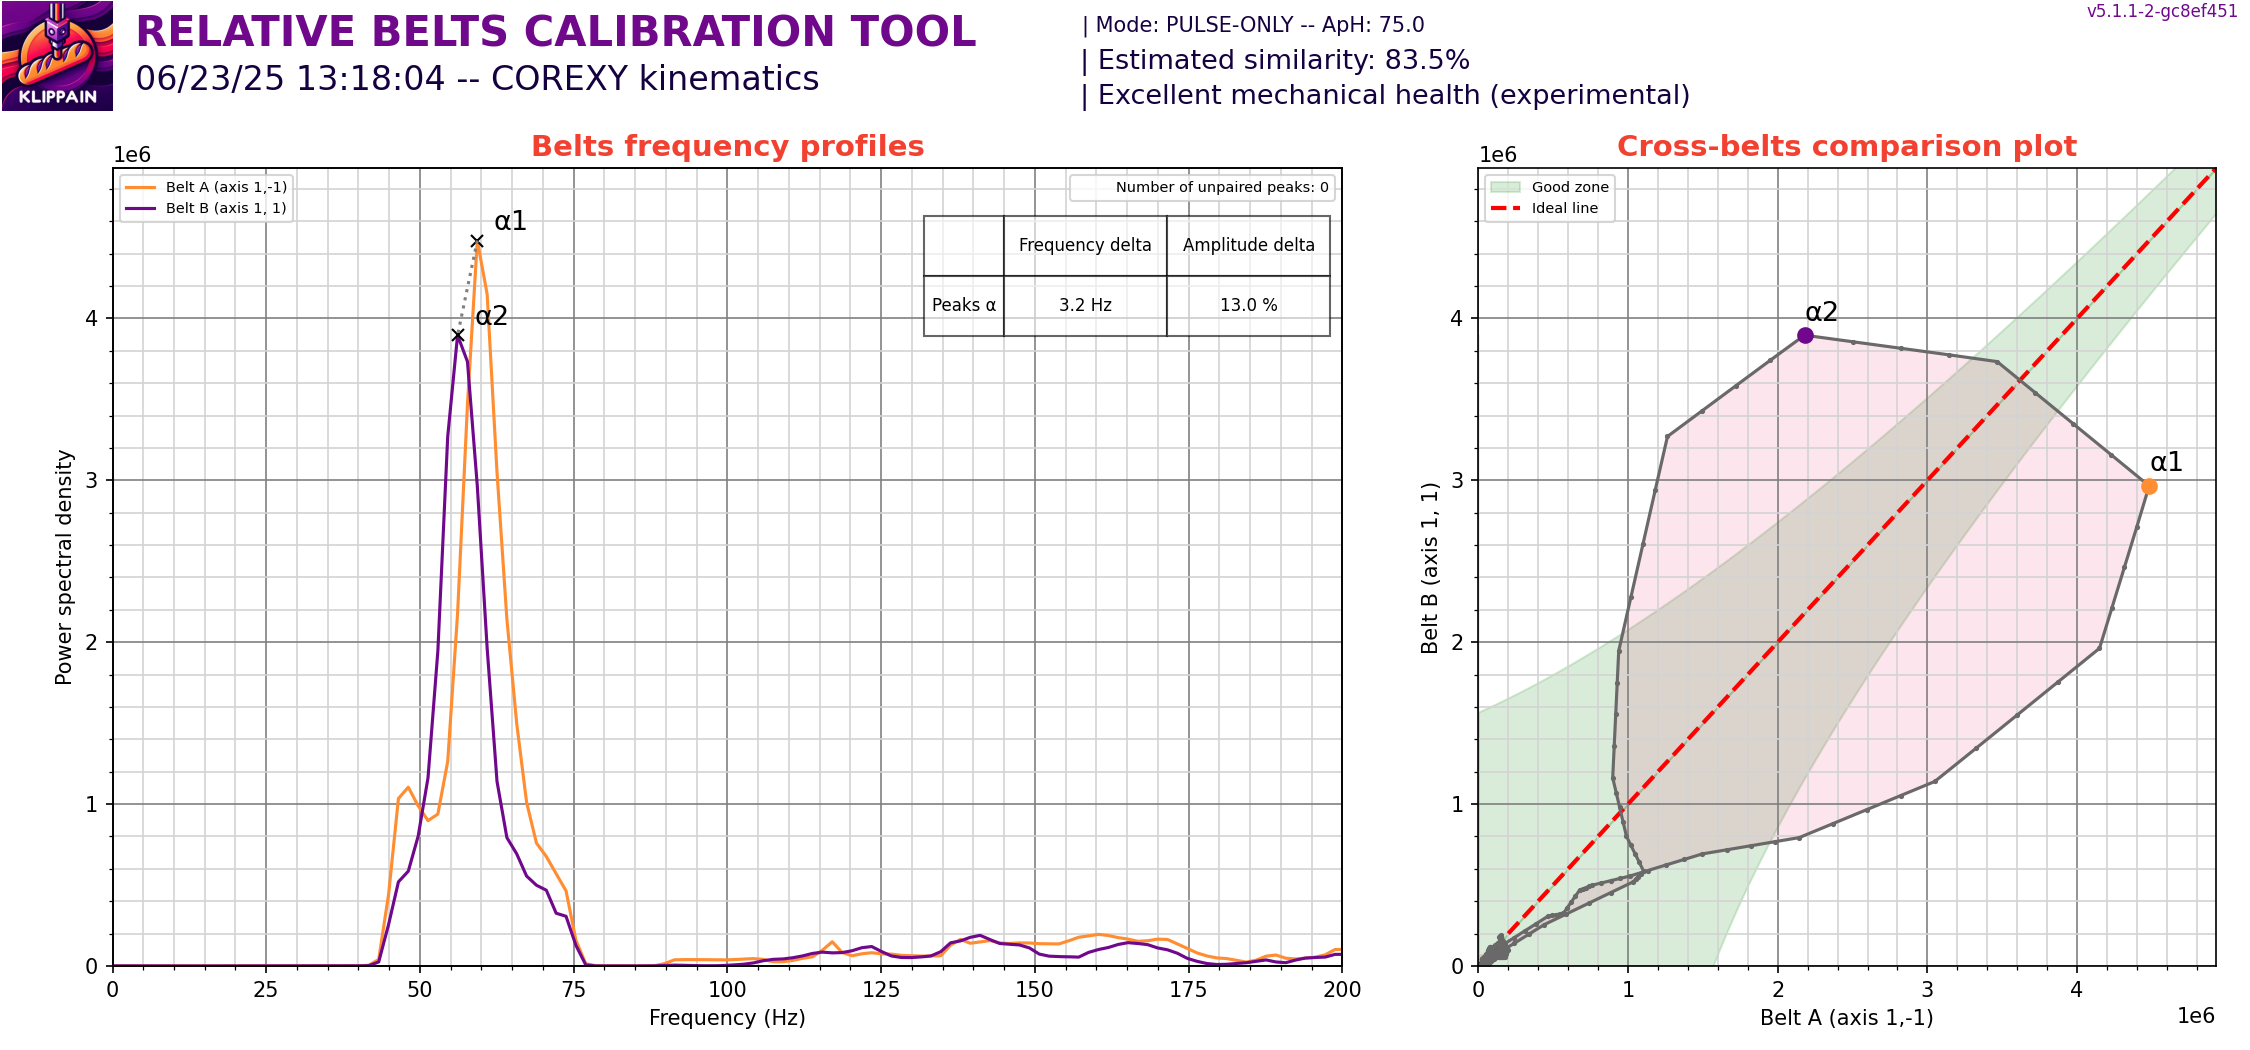 KLIPPAIN
RELATIVE BELTS CALIBRATION TOOL
06/23/25 13:18:04 -- COREXY kinematics
| Mode: PULSE-ONLY -- ApH: 75.0
| Estimated similarity: 83.5%
| Excellent mechanical health (experimental)
v5.1.1-2-gc8ef451
Belts frequency profiles
1e6
Belt A (axis 1,-1)
Belt B (axis 1, 1)
Number of unpaired peaks: 0
Frequency delta Amplitude delta
Peaks α 3.2 Hz 13.0 %
α1
α2
Power spectral density
4
3
2
1
0
0 25 50 75 100 125 150 175 200
Frequency (Hz)
Cross-belts comparison plot
1e6
Good zone
Ideal line
α2
α1
Belt B (axis 1, 1)
4
3
2
1
0
0 1 2 3 4
Belt A (axis 1,-1)
1e6